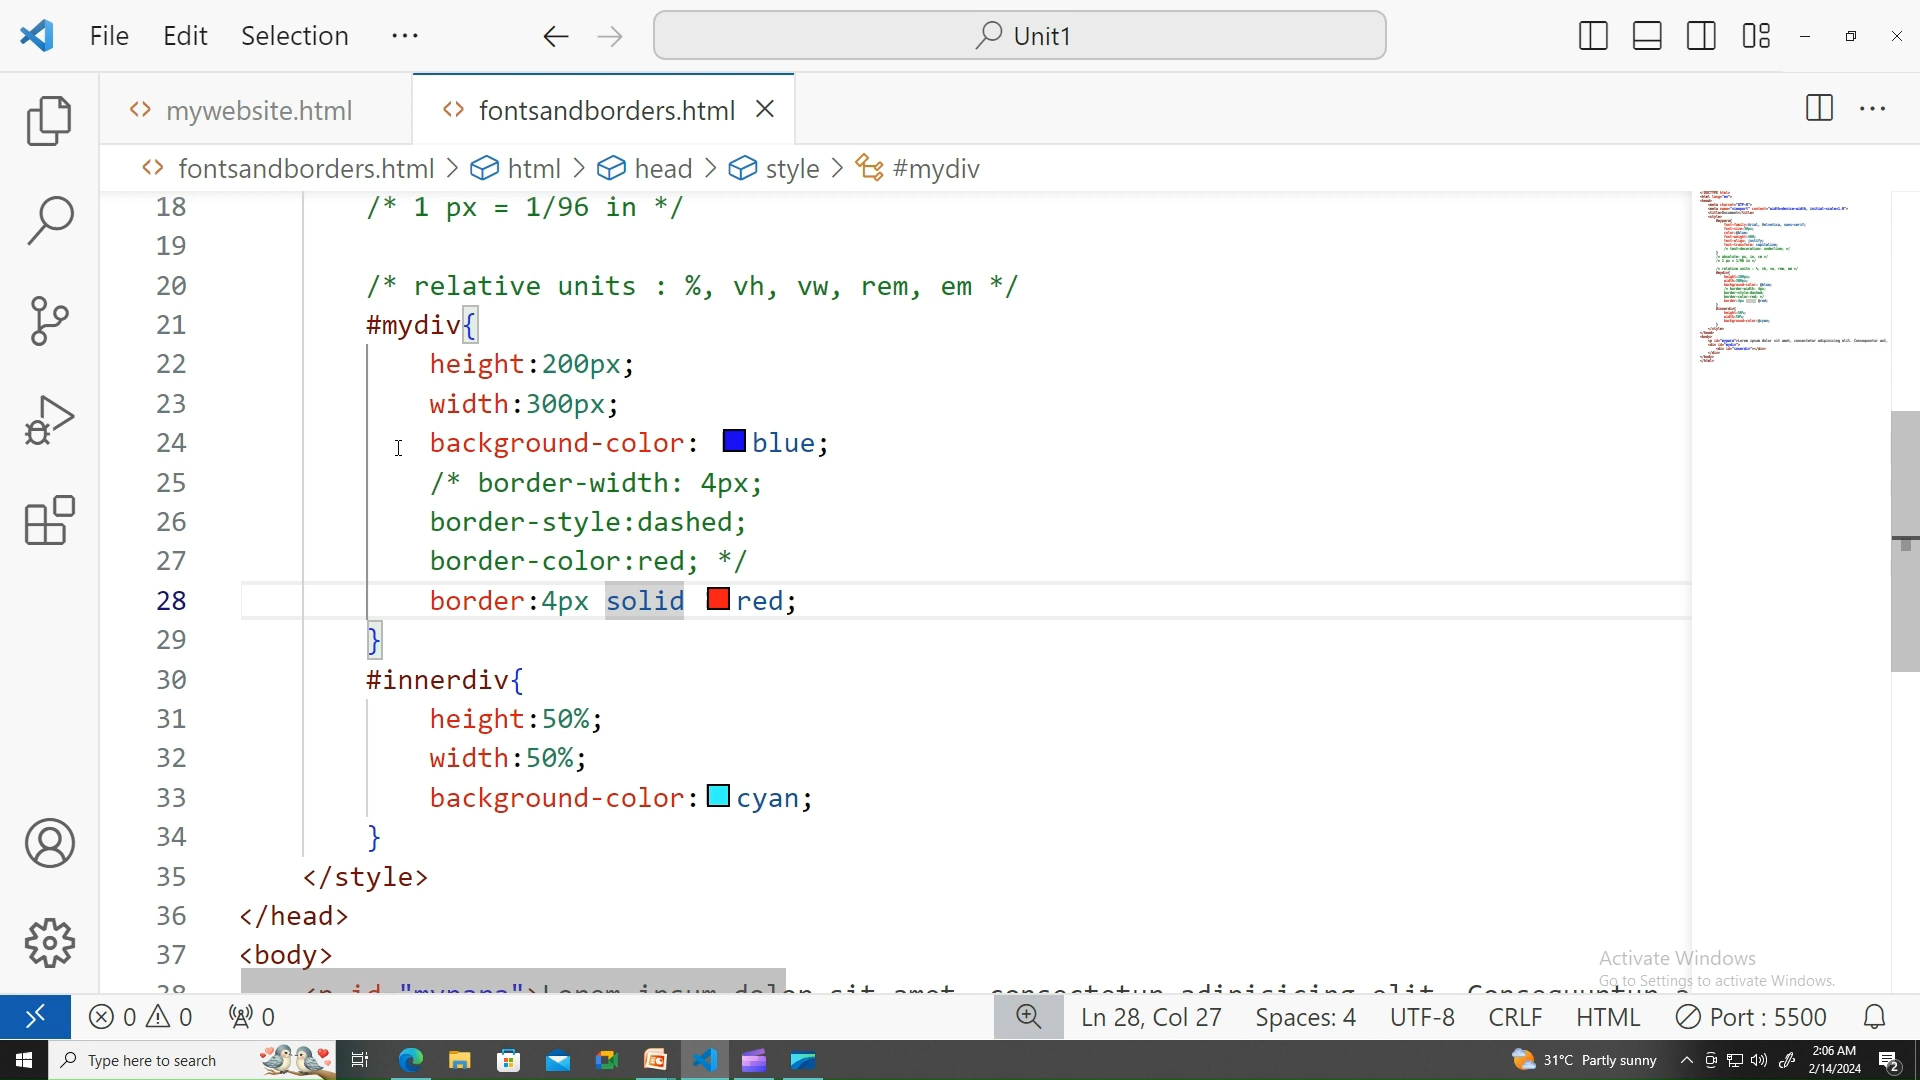 File Edit Selection ··· Unit1
mywebsite.html fontsandborders.html
fontsandborders.html > html > head > style > #mydiv
18 /* 1 px = 1/96 in */
19
20 /* relative units : %, vh, vw, rem, em */
21 #mydiv{
22 height:200px;
23 width:300px;
24 background-color: blue;
25 /* border-width: 4px;
26 border-style:dashed;
27 border-color:red; */
28 border:4px solid red;
29 }
30 #innerdiv{
31 height:50%;
32 width:50%;
33 background-color:cyan;
34 }
35 </style>
36 </head>
37 <body>
Activate Windows
Go to Settings to activate Windows.
0 0 0 Ln 28, Col 27 Spaces: 4 UTF-8 CRLF HTML Port : 5500
Type here to search 31°C Partly sunny 2:06 AM
2/14/2024 2